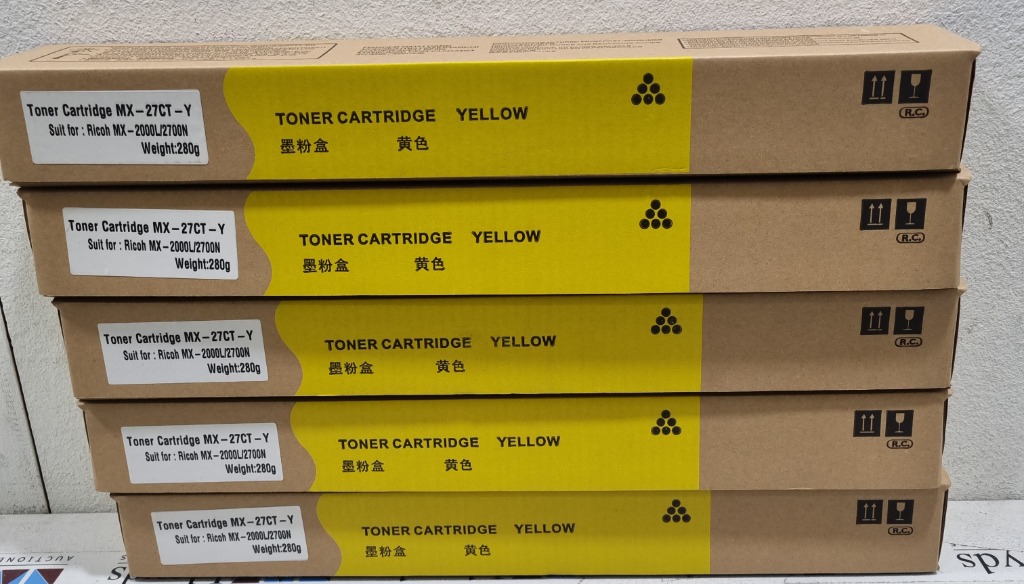 Toner Cartridge MX-27CT-Y
Suit for : Ricoh MX-2000L/2700N
Weight:280g
TONER CARTRIDGE YELLOW
墨粉盒 黄色
R.C.
Toner Cartridge MX-27CT-Y
Suit for : Ricoh MX-2000L/2700N
Weight:280g
TONER CARTRIDGE YELLOW
墨粉盒 黄色
R.C.
Toner Cartridge MX-27CT-Y
Suit for : Ricoh MX-2000L/2700N
Weight:280g
TONER CARTRIDGE YELLOW
墨粉盒 黄色
R.C.
Toner Cartridge MX-27CT-Y
Suit for : Ricoh MX-2000L/2700N
Weight:280g
TONER CARTRIDGE YELLOW
墨粉盒 黄色
R.C.
Toner Cartridge MX-27CT-Y
Suit for : Ricoh MX-2000L/2700N
Weight:280g
TONER CARTRIDGE YELLOW
墨粉盒 黄色
R.C.